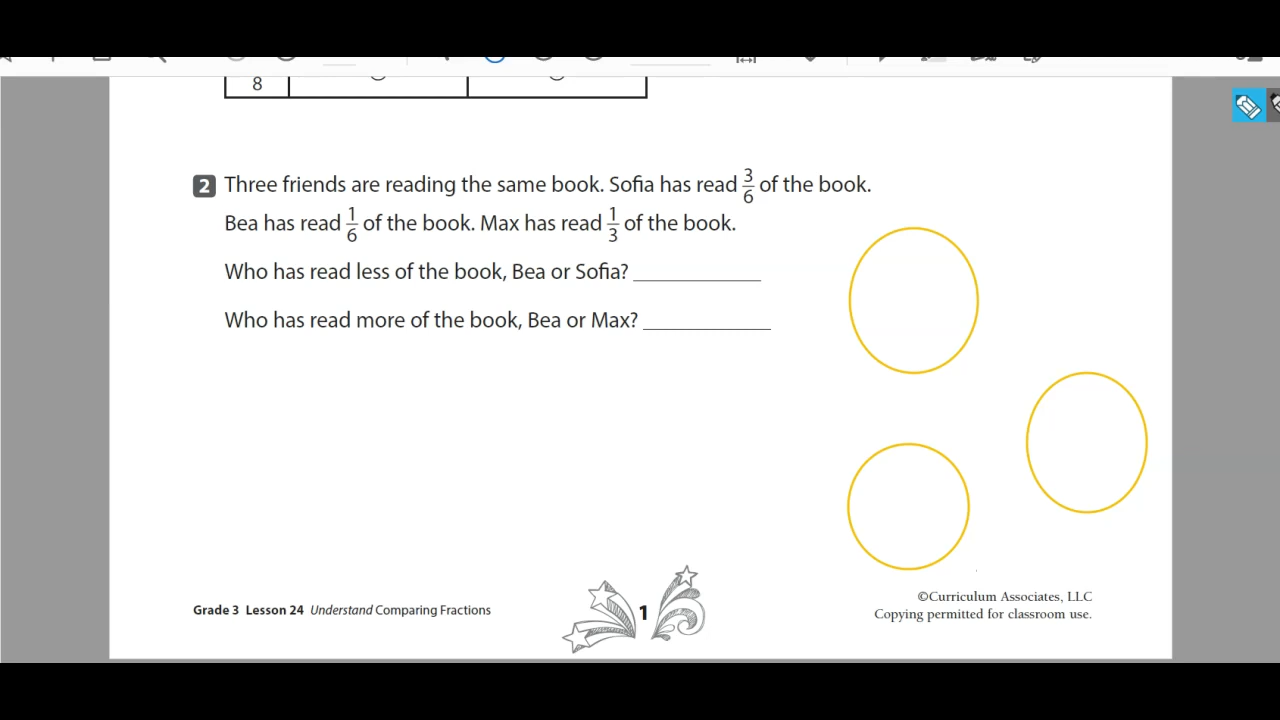 8
2 Three friends are reading the same book. Sofia has read 3/6 of the book.
Bea has read 1/6 of the book. Max has read 1/3 of the book.
Who has read less of the book, Bea or Sofia? ____________
Who has read more of the book, Bea or Max? ____________
Grade 3 Lesson 24 Understand Comparing Fractions
1
©Curriculum Associates, LLC
Copying permitted for classroom use.